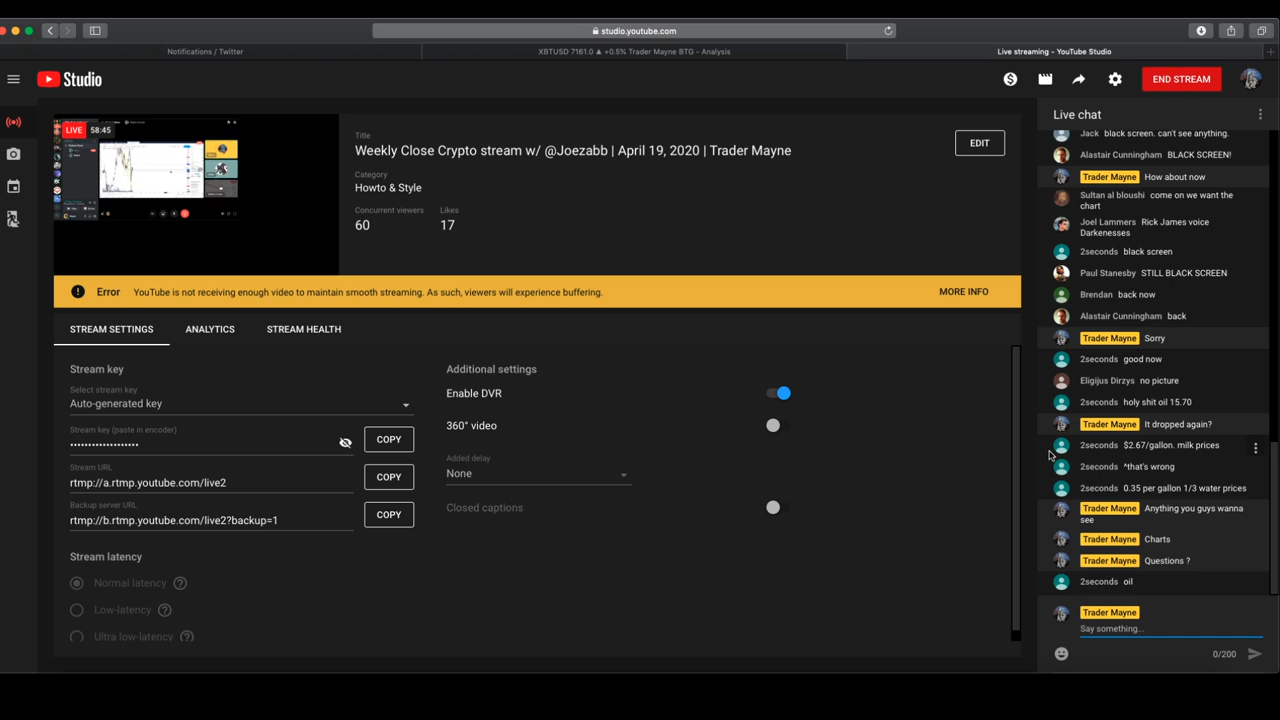 studio.youtube.com
Notifications / Twitter
XBTUSD 7161.0 ▲ +0.5% Trader Mayne BTG - Analysis
Live streaming - YouTube Studio
Studio
END STREAM
LIVE 58:45
Title
Weekly Close Crypto stream w/ @Joezabb | April 19, 2020 | Trader Mayne
EDIT
Category
Howto & Style
Concurrent viewers
Likes
60
17
Error YouTube is not receiving enough video to maintain smooth streaming. As such, viewers will experience buffering.
MORE INFO
STREAM SETTINGS
ANALYTICS
STREAM HEALTH
Stream key
Select stream key
Auto-generated key
Stream key (paste in encoder)
•••••••••••••••••••
COPY
Stream URL
rtmp://a.rtmp.youtube.com/live2
COPY
Backup server URL
rtmp://b.rtmp.youtube.com/live2?backup=1
COPY
Stream latency
Normal latency
Low-latency
Ultra low-latency
Additional settings
Enable DVR
360° video
Added delay
None
Closed captions
Live chat
Jack black screen. can't see anything.
Alastair Cunningham BLACK SCREEN!
Trader Mayne How about now
Sultan al bloushi come on we want the
chart
Joel Lammers Rick James voice
Darkenesses
2seconds black screen
Paul Stanesby STILL BLACK SCREEN
Brendan back now
Alastair Cunningham back
Trader Mayne Sorry
2seconds good now
Eligijus Dirzys no picture
2seconds holy shit oil 15.70
Trader Mayne It dropped again?
2seconds $2.67/gallon. milk prices
2seconds ^that's wrong
2seconds 0.35 per gallon 1/3 water prices
Trader Mayne Anything you guys wanna
see
Trader Mayne Charts
Trader Mayne Questions ?
2seconds oil
Trader Mayne
Say something...
0/200